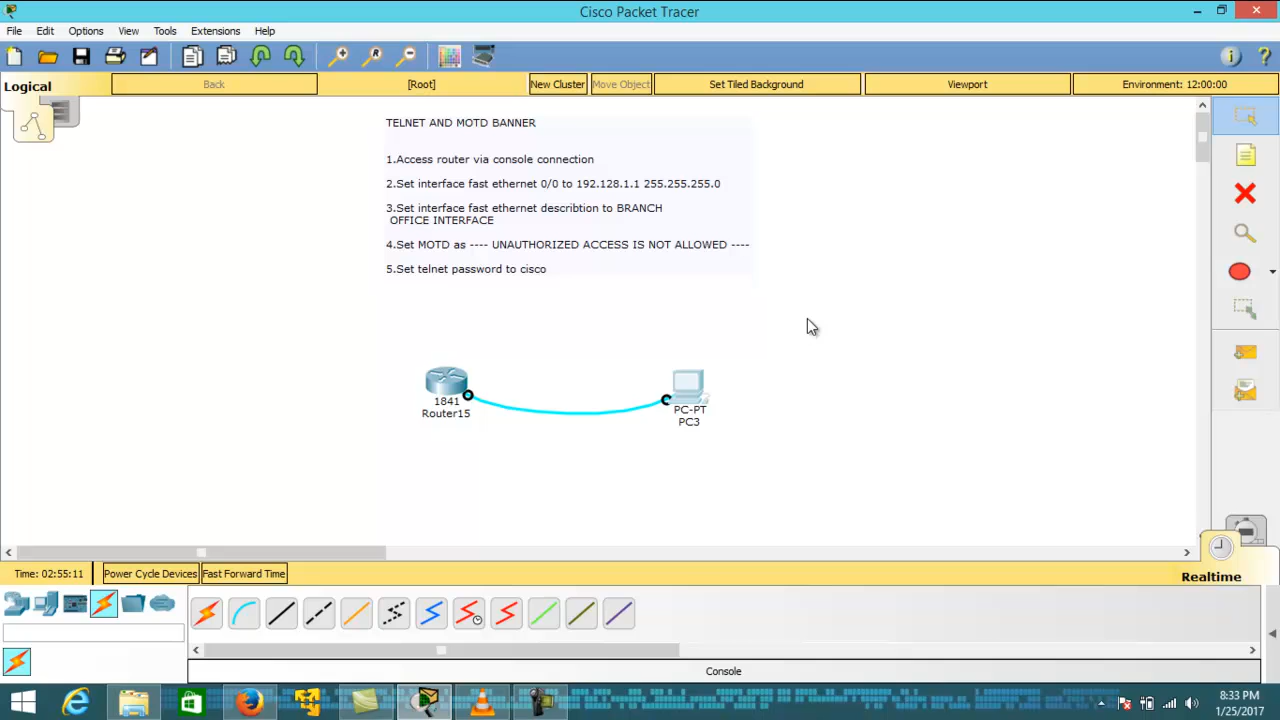 Cisco Packet Tracer
File Edit Options View Tools Extensions Help
Logical
Back
[Root]
New Cluster
Move Object
Set Tiled Background
Viewport
Environment: 12:00:00
TELNET AND MOTD BANNER
1.Access router via console connection
2.Set interface fast ethernet 0/0 to 192.128.1.1 255.255.255.0
3.Set interface fast ethernet describtion to BRANCH
OFFICE INTERFACE
4.Set MOTD as ---- UNAUTHORIZED ACCESS IS NOT ALLOWED ----
5.Set telnet password to cisco
1841
Router15
PC-PT
PC3
Time: 02:55:11
Power Cycle Devices
Fast Forward Time
Realtime
Console
8:33 PM
1/25/2017